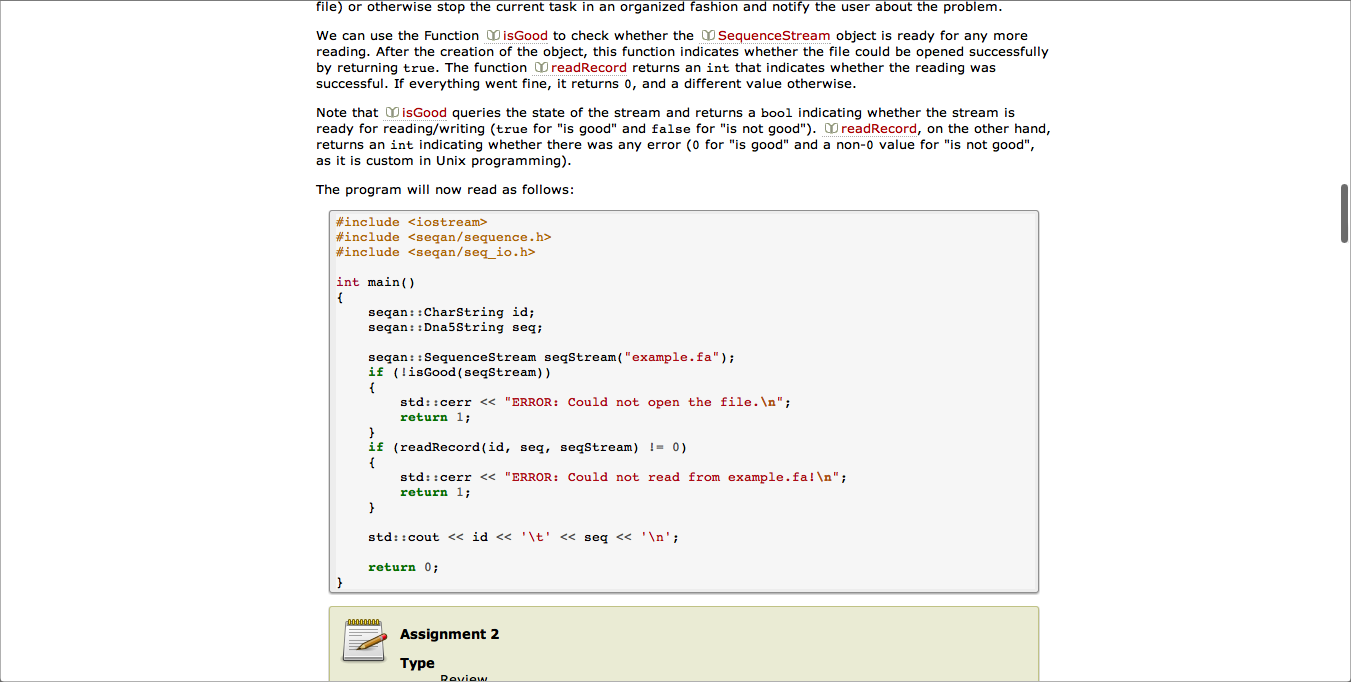 file) or otherwise stop the current task in an organized fashion and notify the user about the problem.
We can use the Function isGood to check whether the SequenceStream object is ready for any more
reading. After the creation of the object, this function indicates whether the file could be opened successfully
by returning true. The function readRecord returns an int that indicates whether the reading was
successful. If everything went fine, it returns 0, and a different value otherwise.
Note that isGood queries the state of the stream and returns a bool indicating whether the stream is
ready for reading/writing (true for "is good" and false for "is not good"). readRecord, on the other hand,
returns an int indicating whether there was any error (0 for "is good" and a non-0 value for "is not good",
as it is custom in Unix programming).
The program will now read as follows:
#include <iostream>
#include <seqan/sequence.h>
#include <seqan/seq_io.h>
int main()
{
    seqan::CharString id;
    seqan::Dna5String seq;
    seqan::SequenceStream seqStream("example.fa");
    if (!isGood(seqStream))
    {
        std::cerr << "ERROR: Could not open the file.\n";
        return 1;
    }
    if (readRecord(id, seq, seqStream) != 0)
    {
        std::cerr << "ERROR: Could not read from example.fa!\n";
        return 1;
    }
    std::cout << id << '\t' << seq << '\n';
    return 0;
}
Assignment 2
Type
Review